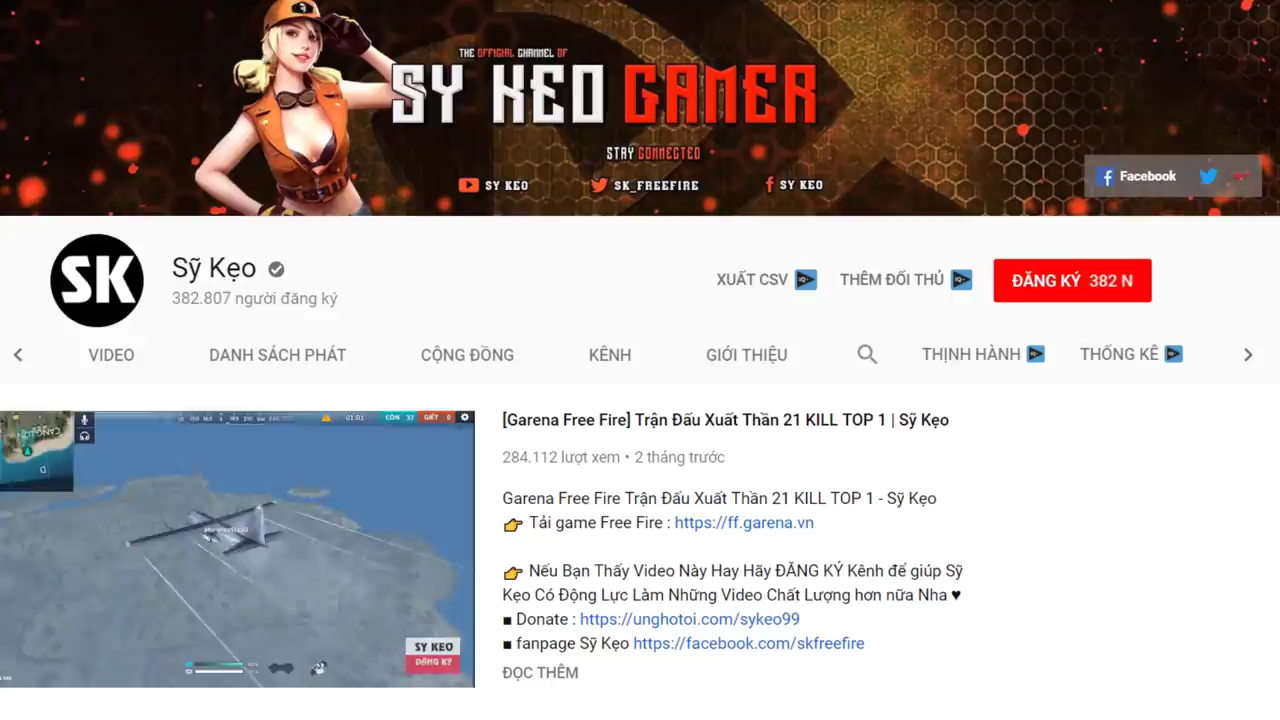 THE OFFICIAL CHANNEL OF
SY KEO GAMER
STAY CONNECTED
SY KEO SK_FREEFIRE SY KEO
Facebook
SK
Sỹ Kẹo
382.807 người đăng ký
XUẤT CSV THÊM ĐỐI THỦ ĐĂNG KÝ 382 N
VIDEO DANH SÁCH PHÁT CỘNG ĐỒNG KÊNH GIỚI THIỆU THỊNH HÀNH THỐNG KÊ
01:01 CÒN 37 GIẾT 0
SY KEO
ĐĂNG KÝ
[Garena Free Fire] Trận Đấu Xuất Thần 21 KILL TOP 1 | Sỹ Kẹo
284.112 lượt xem • 2 tháng trước
Garena Free Fire Trận Đấu Xuất Thần 21 KILL TOP 1 - Sỹ Kẹo
👉 Tải game Free Fire : https://ff.garena.vn
👉 Nếu Bạn Thấy Video Này Hay Hãy ĐĂNG KÝ Kênh để giúp Sỹ
Kẹo Có Động Lực Làm Những Video Chất Lượng hơn nữa Nha ♥
■ Donate : https://unghotoi.com/sykeo99
■ fanpage Sỹ Kẹo https://facebook.com/skfreefire
ĐỌC THÊM